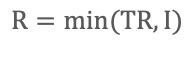 R = min(TR, I)